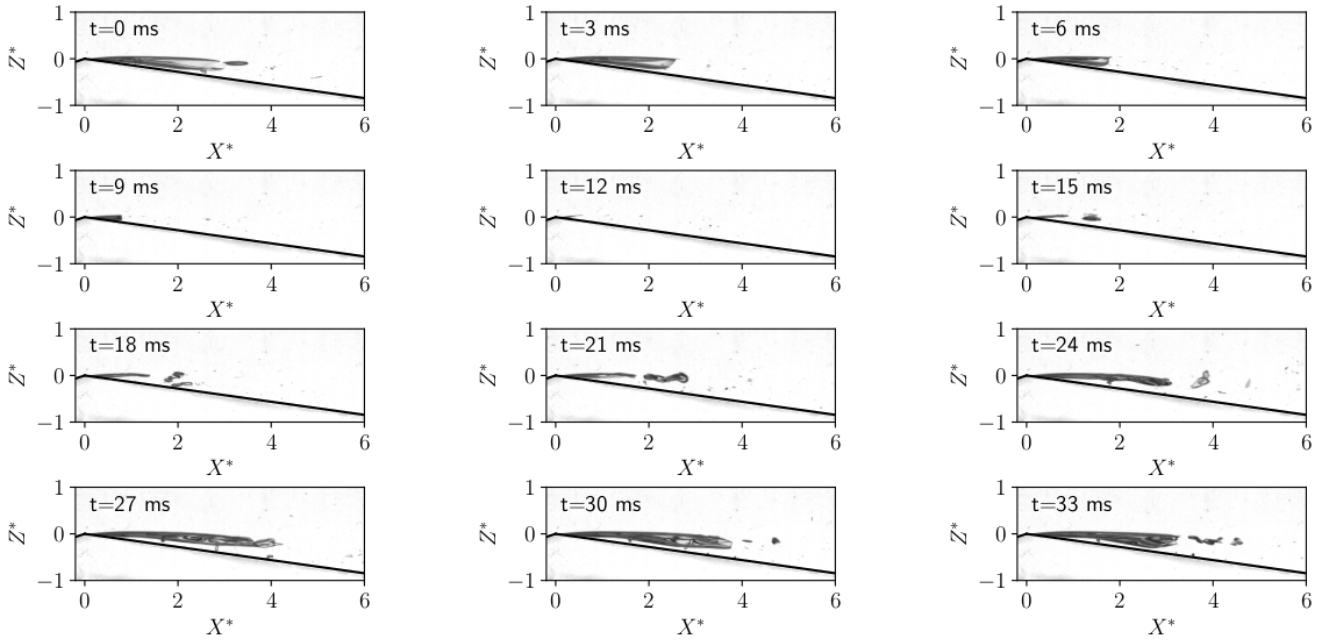 t=0 ms
1
0
−1
Z*
0 2 4 6
X*
t=3 ms
1
0
−1
Z*
0 2 4 6
X*
t=6 ms
1
0
−1
Z*
0 2 4 6
X*
t=9 ms
1
0
−1
Z*
0 2 4 6
X*
t=12 ms
1
0
−1
Z*
0 2 4 6
X*
t=15 ms
1
0
−1
Z*
0 2 4 6
X*
t=18 ms
1
0
−1
Z*
0 2 4 6
X*
t=21 ms
1
0
−1
Z*
0 2 4 6
X*
t=24 ms
1
0
−1
Z*
0 2 4 6
X*
t=27 ms
1
0
−1
Z*
0 2 4 6
X*
t=30 ms
1
0
−1
Z*
0 2 4 6
X*
t=33 ms
1
0
−1
Z*
0 2 4 6
X*